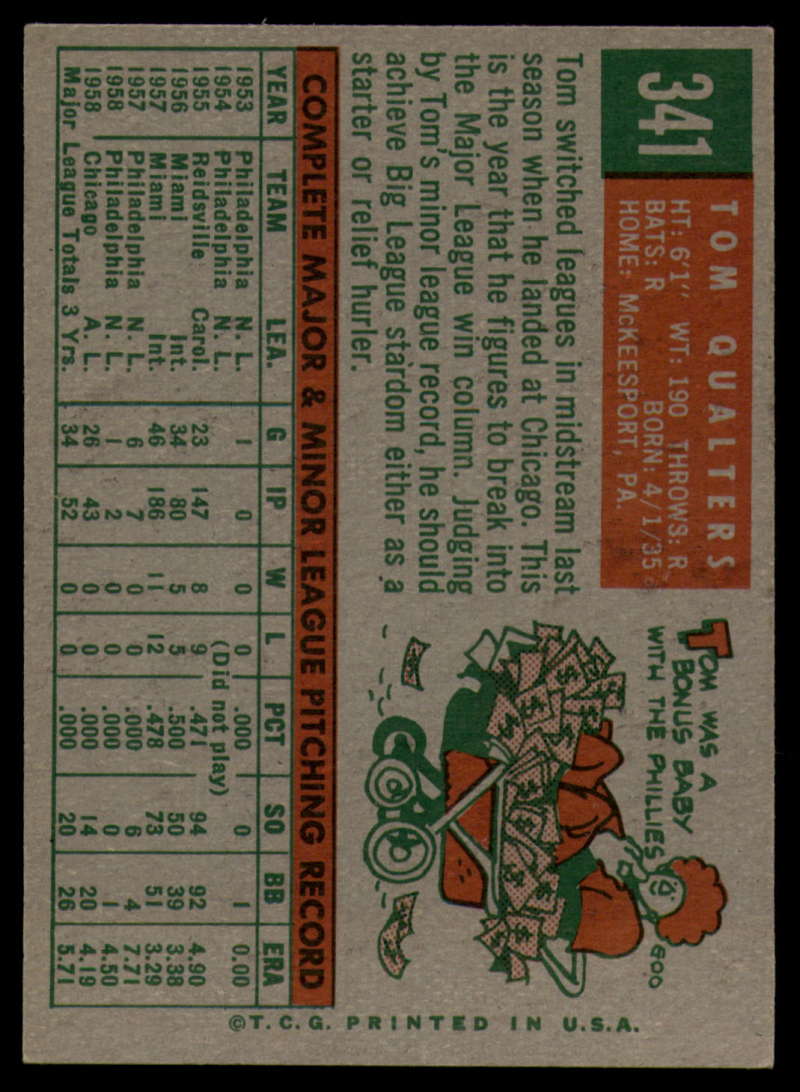 341
TOM QUALTERS
HT: 6'1" WT: 190 THROWS: R
BATS: R BORN: 4/1/35
HOME: McKEESPORT, PA.
Tom switched leagues in midstream last
season when he landed at Chicago. This
is the year that he figures to break into
the Major League win column. Judging
by Tom's minor league record, he should
achieve Big League stardom either as a
starter or relief hurler.
TOM WAS A
BONUS BABY
WITH THE PHILLIES
GOO
COMPLETE MAJOR & MINOR LEAGUE PITCHING RECORD
YEAR TEAM LEA. G IP W L PCT SO BB ERA
1953 Philadelphia N. L. 1 0 0 0 .000 0 1 0.00
1954 Philadelphia N. L. (Did not play)
1955 Reidsville Carol. 23 147 8 9 .471 94 92 4.90
1956 Miami Int. 34 80 5 5 .500 50 39 3.38
1957 Miami Int. 46 186 11 12 .478 73 51 3.29
1957 Philadelphia N. L. 6 7 0 0 .000 6 4 7.71
1958 Philadelphia N. L. 1 2 0 0 .000 0 1 4.50
1958 Chicago A. L. 26 43 0 0 .000 14 20 4.19
Major League Totals 3 Yrs. 34 52 0 0 .000 20 26 5.71
©T.C.G. PRINTED IN U.S.A.